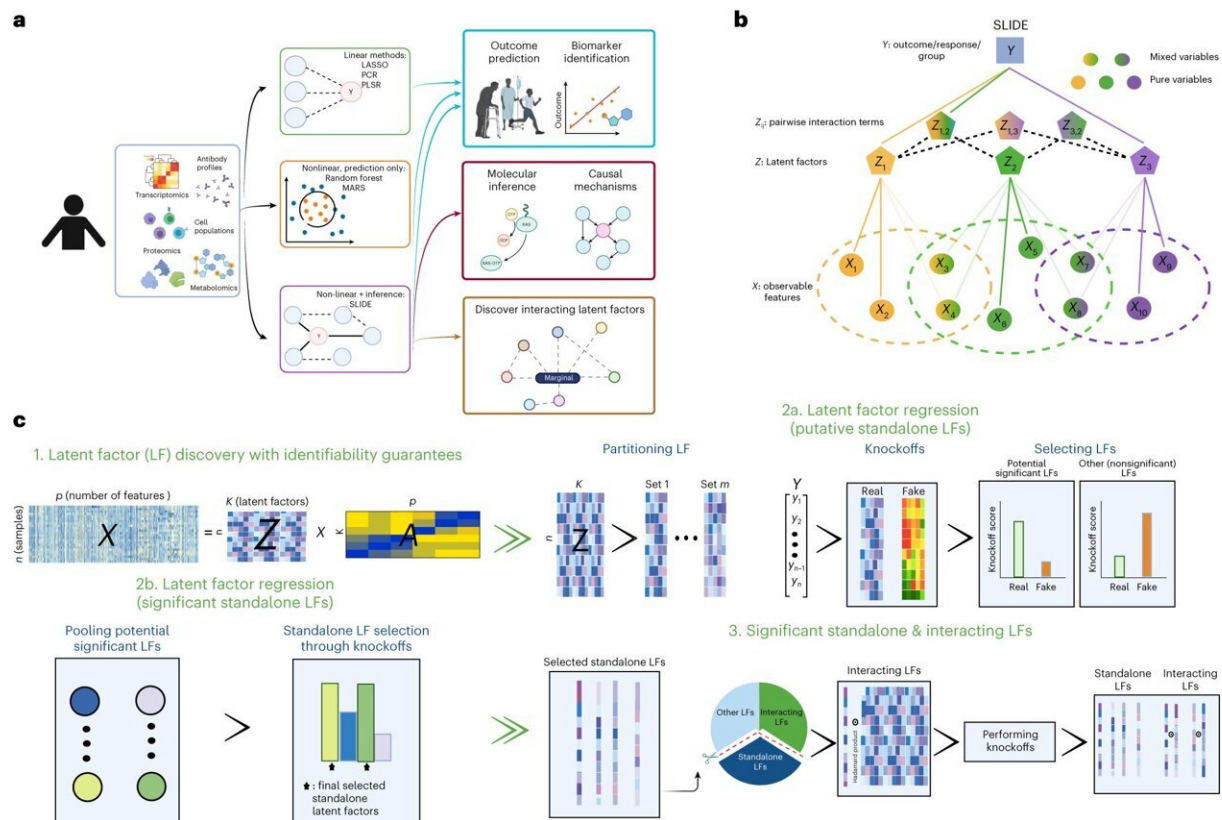 a
Linear methods:
LASSO
PCR
PLSR
Y
Outcome
prediction
Biomarker
identification
Outcome
Antibody
profiles
Transcriptomics
Cell
populations
Proteomics
Metabolomics
Nonlinear, prediction only:
Random forest
MARS
Molecular
inference
Causal
mechanisms
GTP
GDP
KAS
KAS GTP
Non-linear + inference:
SLIDE
Y
Discover interacting latent factors
Marginal
b
SLIDE
Y: outcome/response/
group
Y
Mixed variables
Pure variables
Zij: pairwise interaction terms
Z1,2
Z1,3
Z3,2
Z: Latent factors
Z1
Z2
Z3
X: observable
features
X1
X2
X3
X4
X5
X6
X7
X8
X9
X10
c
1. Latent factor (LF) discovery with identifiability guarantees
p (number of features )
n (samples)
X
=
K (latent factors)
n
Z
X
p
K
A
Partitioning LF
K
n
Z
Set 1
Set m
2a. Latent factor regression
(putative standalone LFs)
Y
y1
y2
yn−1
yn
Knockoffs
Real
Fake
Selecting LFs
Potential
significant LFs
Knockoff score
Real
Fake
Other (nonsignificant)
LFs
Knockoff score
Real
Fake
2b. Latent factor regression
(significant standalone LFs)
Pooling potential
significant LFs
Standalone LF selection
through knockoffs
: final selected
standalone
latent factors
3. Significant standalone & interacting LFs
Selected standalone LFs
Other LFs
Interacting
LFs
Standalone
LFs
Interacting LFs
Hadamard product
Performing
knockoffs
Standalone
LFs
Interacting
LFs